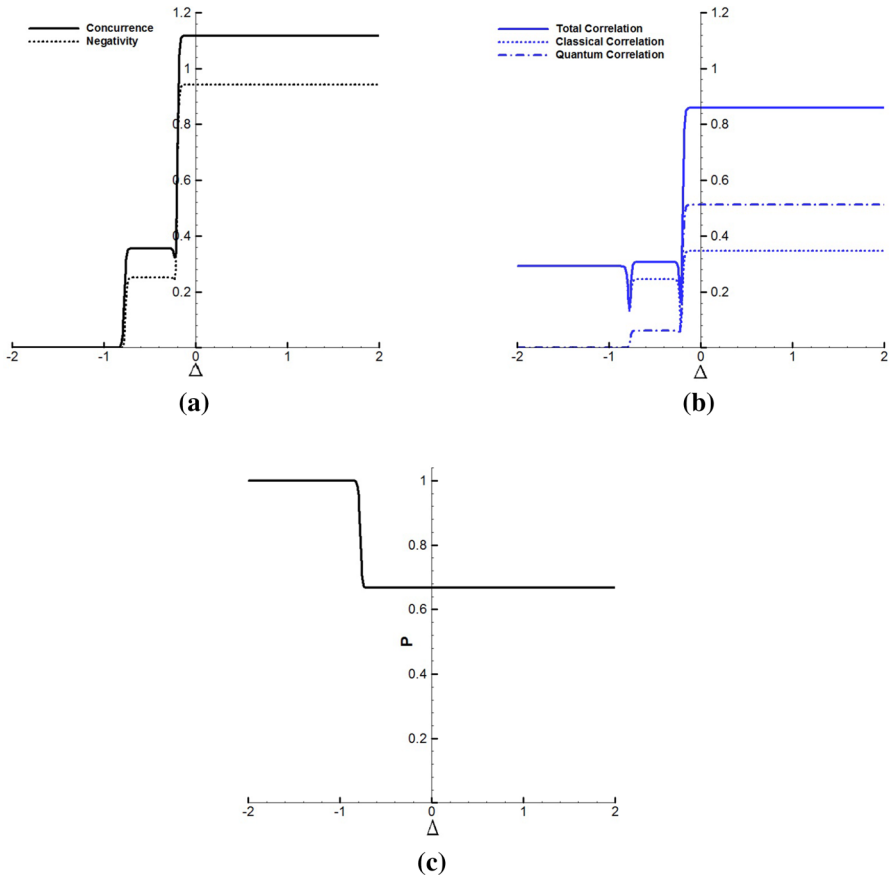 Concurrence
Negativity
1.2
1
0.8
0.6
0.4
0.2
-2
-1
0
1
2
Δ
(a)
Total Correlation
Classical Correlation
Quantum Correlation
1.2
1
0.8
0.6
0.4
0.2
-2
-1
0
1
2
Δ
(b)
1
0.8
0.6
P
0.4
0.2
-2
-1
0
1
2
Δ
(c)